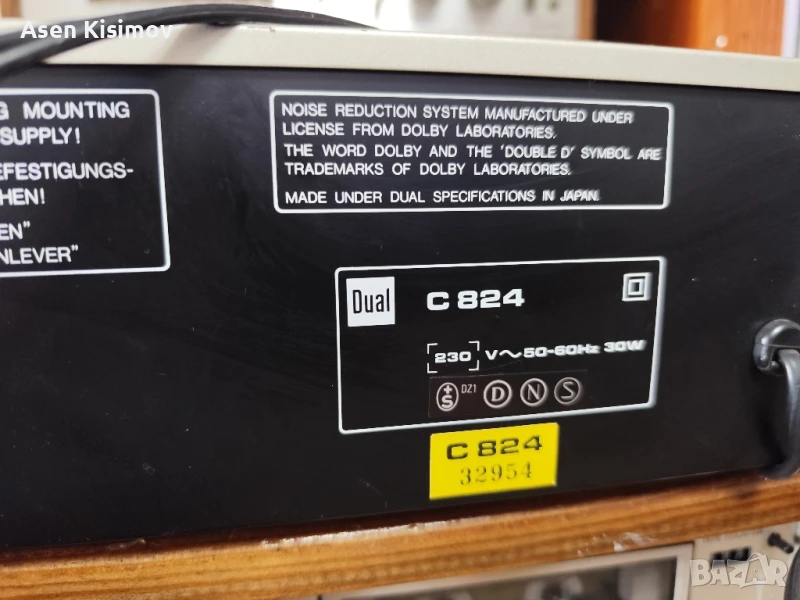 Asen Kisimov
G MOUNTING
SUPPLY!
EFESTIGUNGS-
HEN!
EN"
NLEVER"
NOISE REDUCTION SYSTEM MANUFACTURED UNDER
LICENSE FROM DOLBY LABORATORIES.
THE WORD DOLBY AND THE 'DOUBLE D' SYMBOL ARE
TRADEMARKS OF DOLBY LABORATORIES.
MADE UNDER DUAL SPECIFICATIONS IN JAPAN.
Dual C 824
230 V~50-60Hz 30W
+S DZ1 D N S
C 824
32954
BAZAR